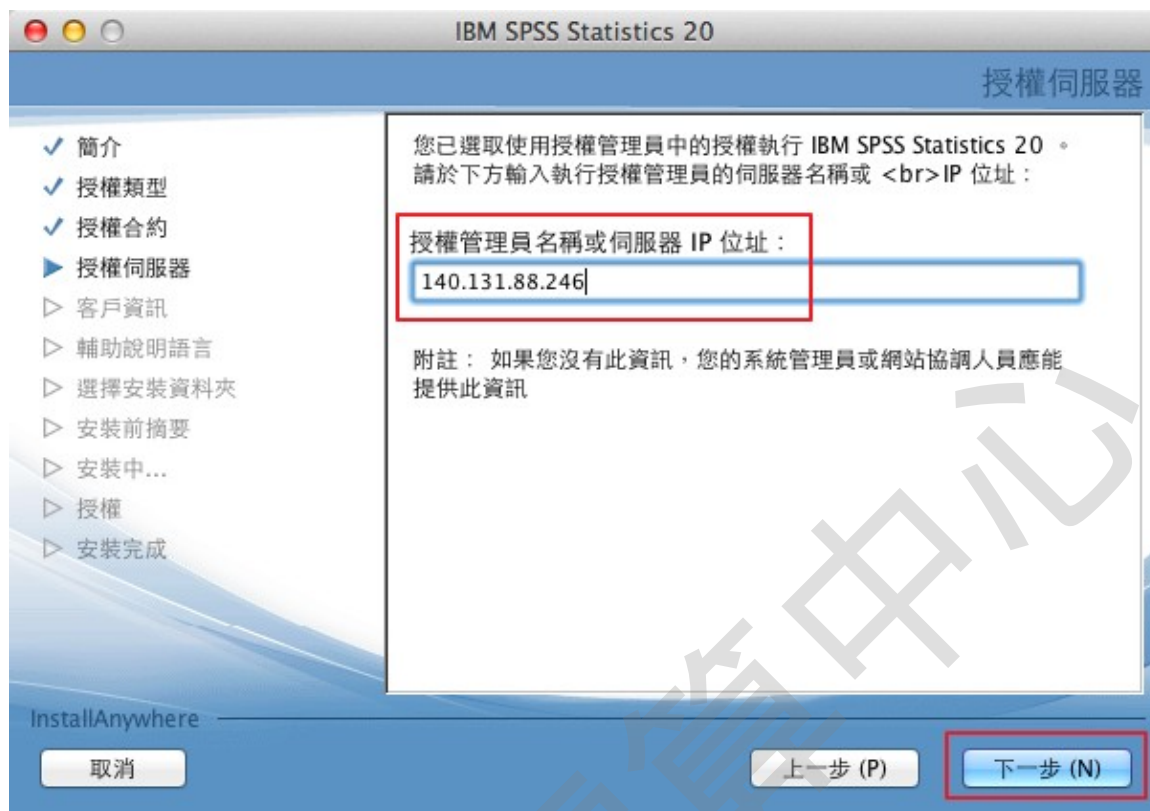 IBM SPSS Statistics 20
授權伺服器
簡介
授權類型
授權合約
授權伺服器
客戶資訊
輔助說明語言
選擇安裝資料夾
安裝前摘要
安裝中...
授權
安裝完成
您已選取使用授權管理員中的授權執行 IBM SPSS Statistics 20 。
請於下方輸入執行授權管理員的伺服器名稱或 <br>IP 位址：
授權管理員名稱或伺服器 IP 位址：
140.131.88.246
附註： 如果您沒有此資訊，您的系統管理員或網站協調人員應能
提供此資訊
InstallAnywhere
取消
上一步 (P)
下一步 (N)
算中心